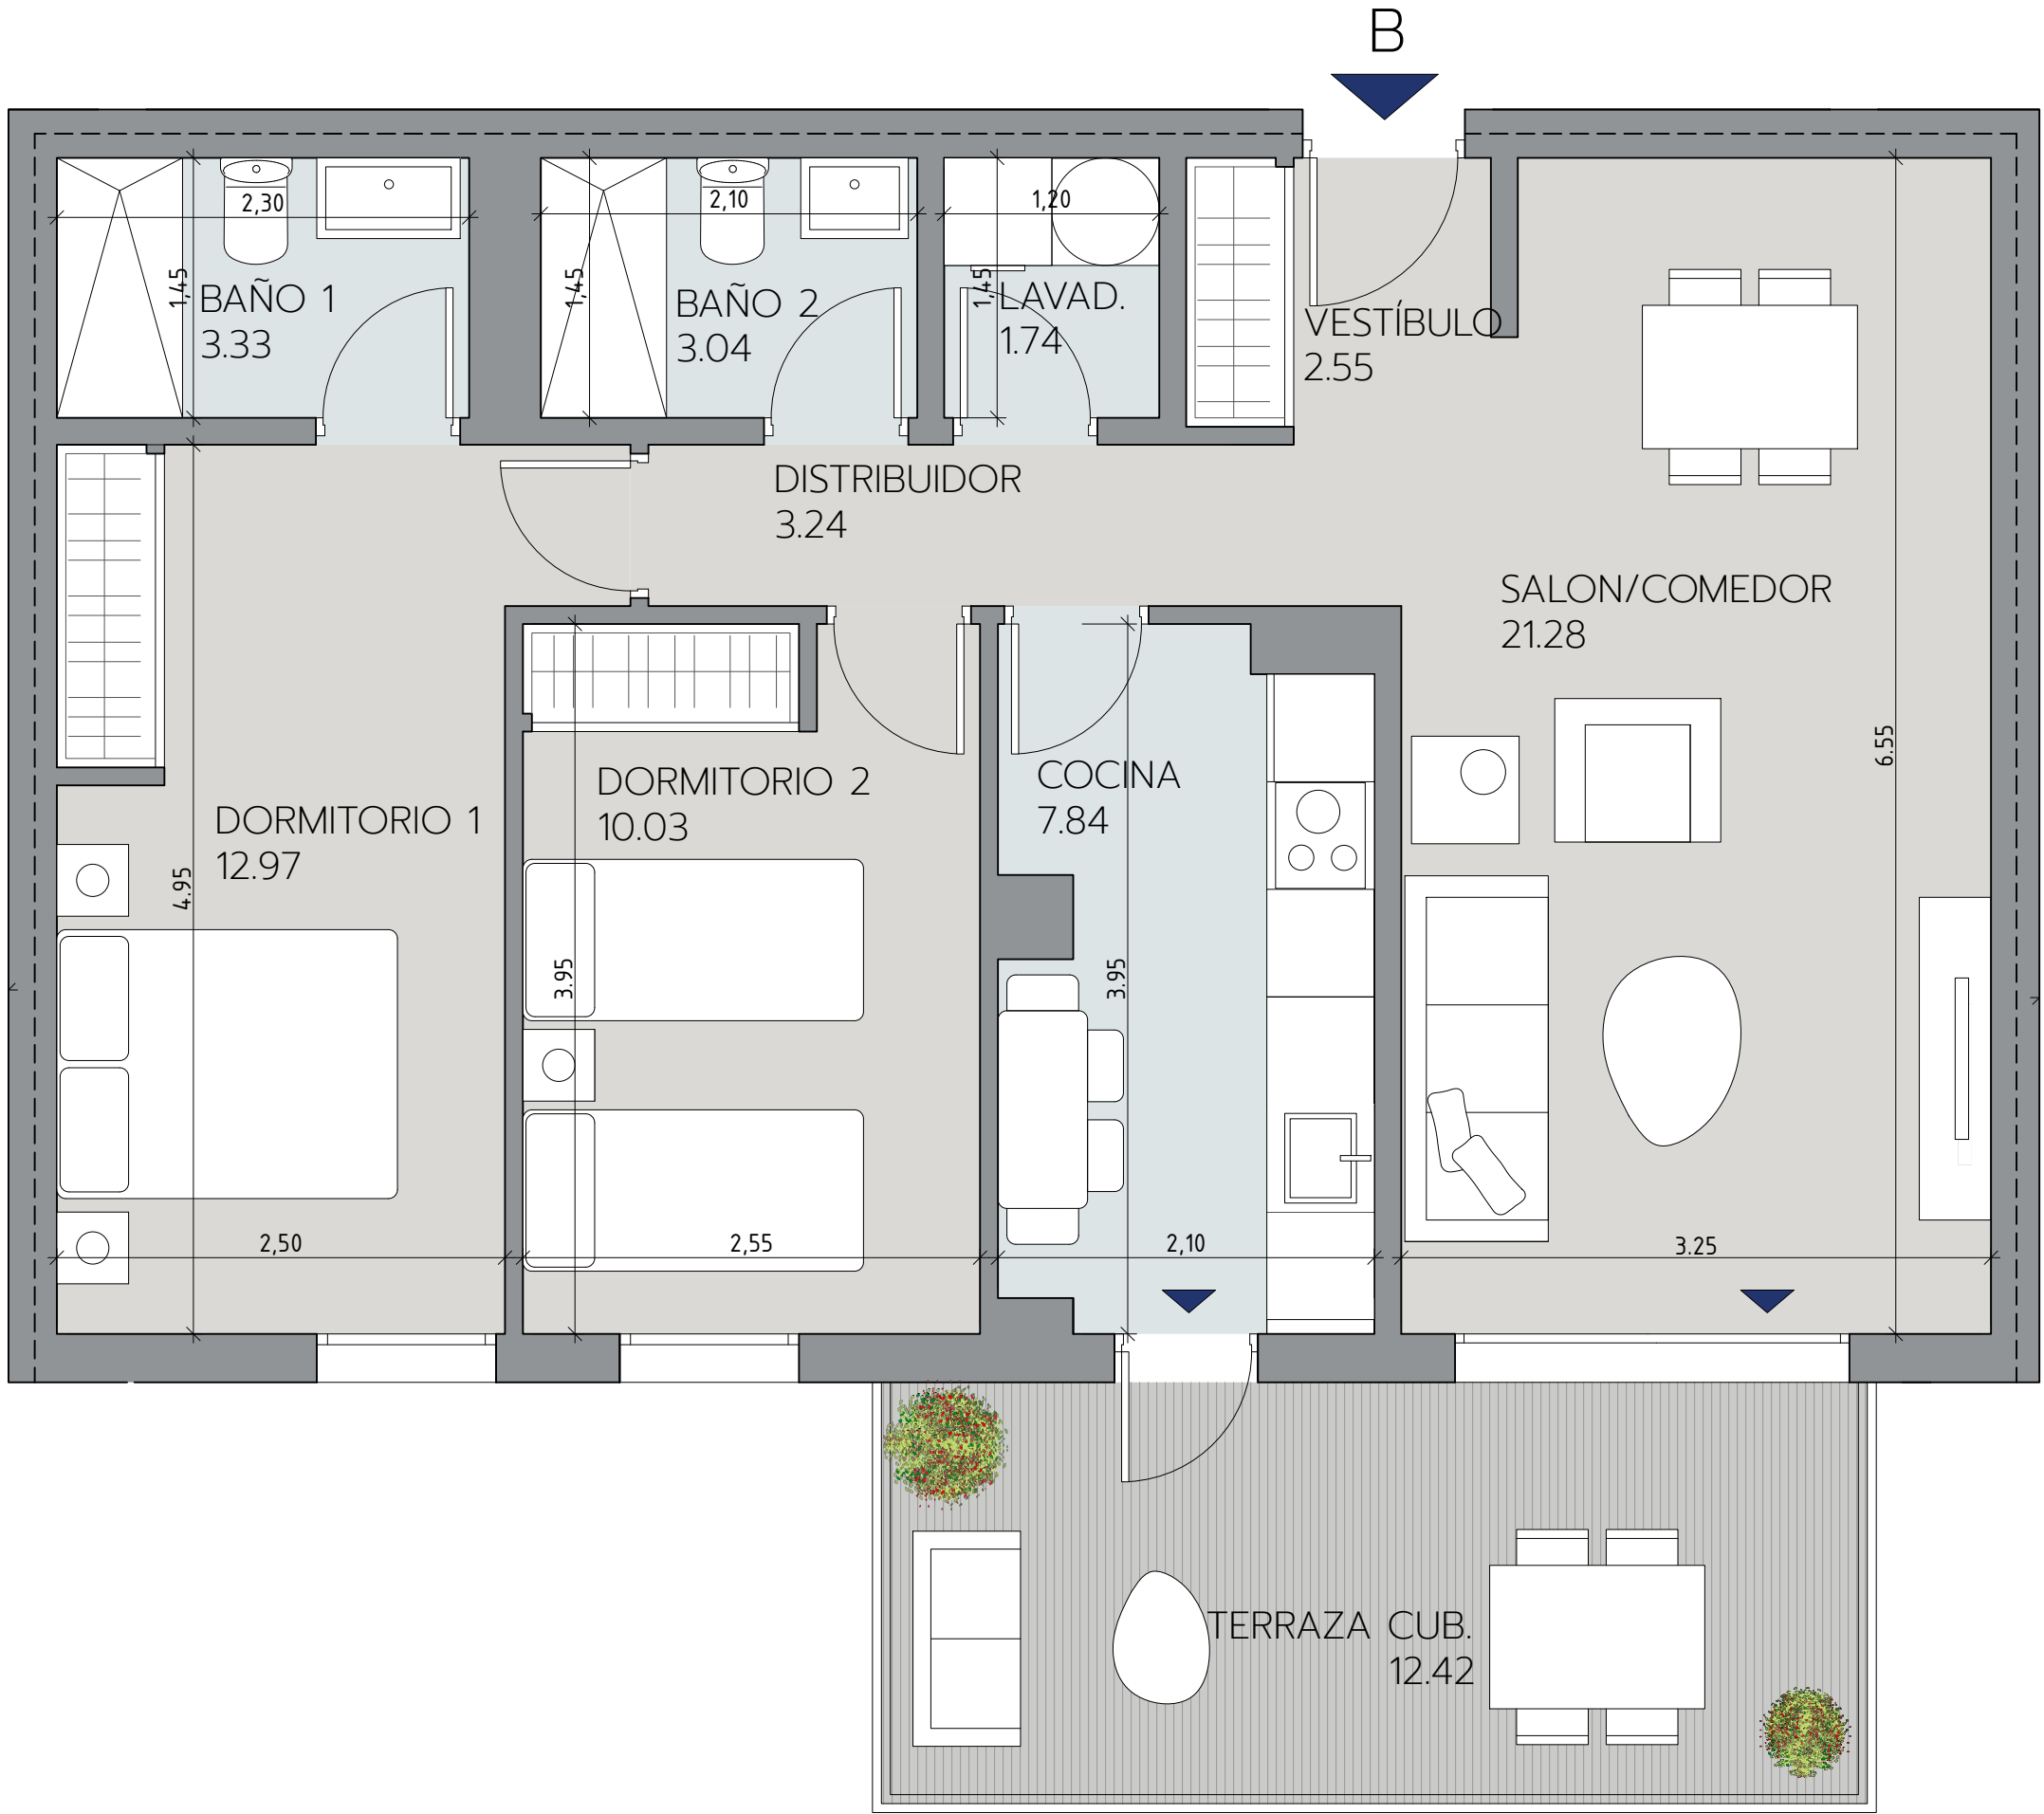 B
2,30
2,10
1,20
1,45
BAÑO 1
3.33
1,45
BAÑO 2
3.04
1,45
LAVAD.
1.74
VESTÍBULO
2.55
DISTRIBUIDOR
3.24
SALON/COMEDOR
21.28
6.55
DORMITORIO 1
12.97
4.95
DORMITORIO 2
10.03
3.95
COCINA
7.84
3.95
2,50
2,55
2,10
3.25
TERRAZA CUB.
12.42